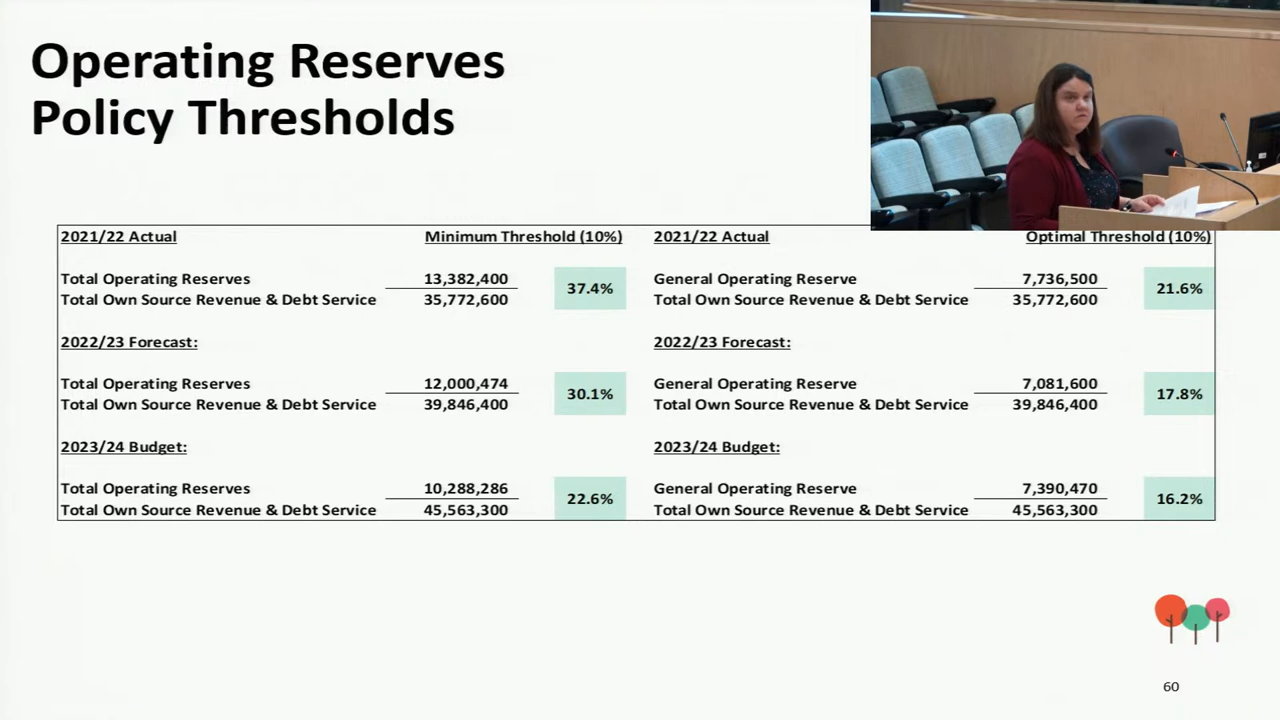 Operating Reserves
Policy Thresholds
2021/22 Actual Minimum Threshold (10%)
Total Operating Reserves 13,382,400
37.4%
Total Own Source Revenue & Debt Service 35,772,600
2022/23 Forecast:
Total Operating Reserves 12,000,474
30.1%
Total Own Source Revenue & Debt Service 39,846,400
2023/24 Budget:
Total Operating Reserves 10,288,286
22.6%
Total Own Source Revenue & Debt Service 45,563,300
2021/22 Actual Optimal Threshold (10%)
General Operating Reserve 7,736,500
21.6%
Total Own Source Revenue & Debt Service 35,772,600
2022/23 Forecast:
General Operating Reserve 7,081,600
17.8%
Total Own Source Revenue & Debt Service 39,846,400
2023/24 Budget:
General Operating Reserve 7,390,470
16.2%
Total Own Source Revenue & Debt Service 45,563,300
60